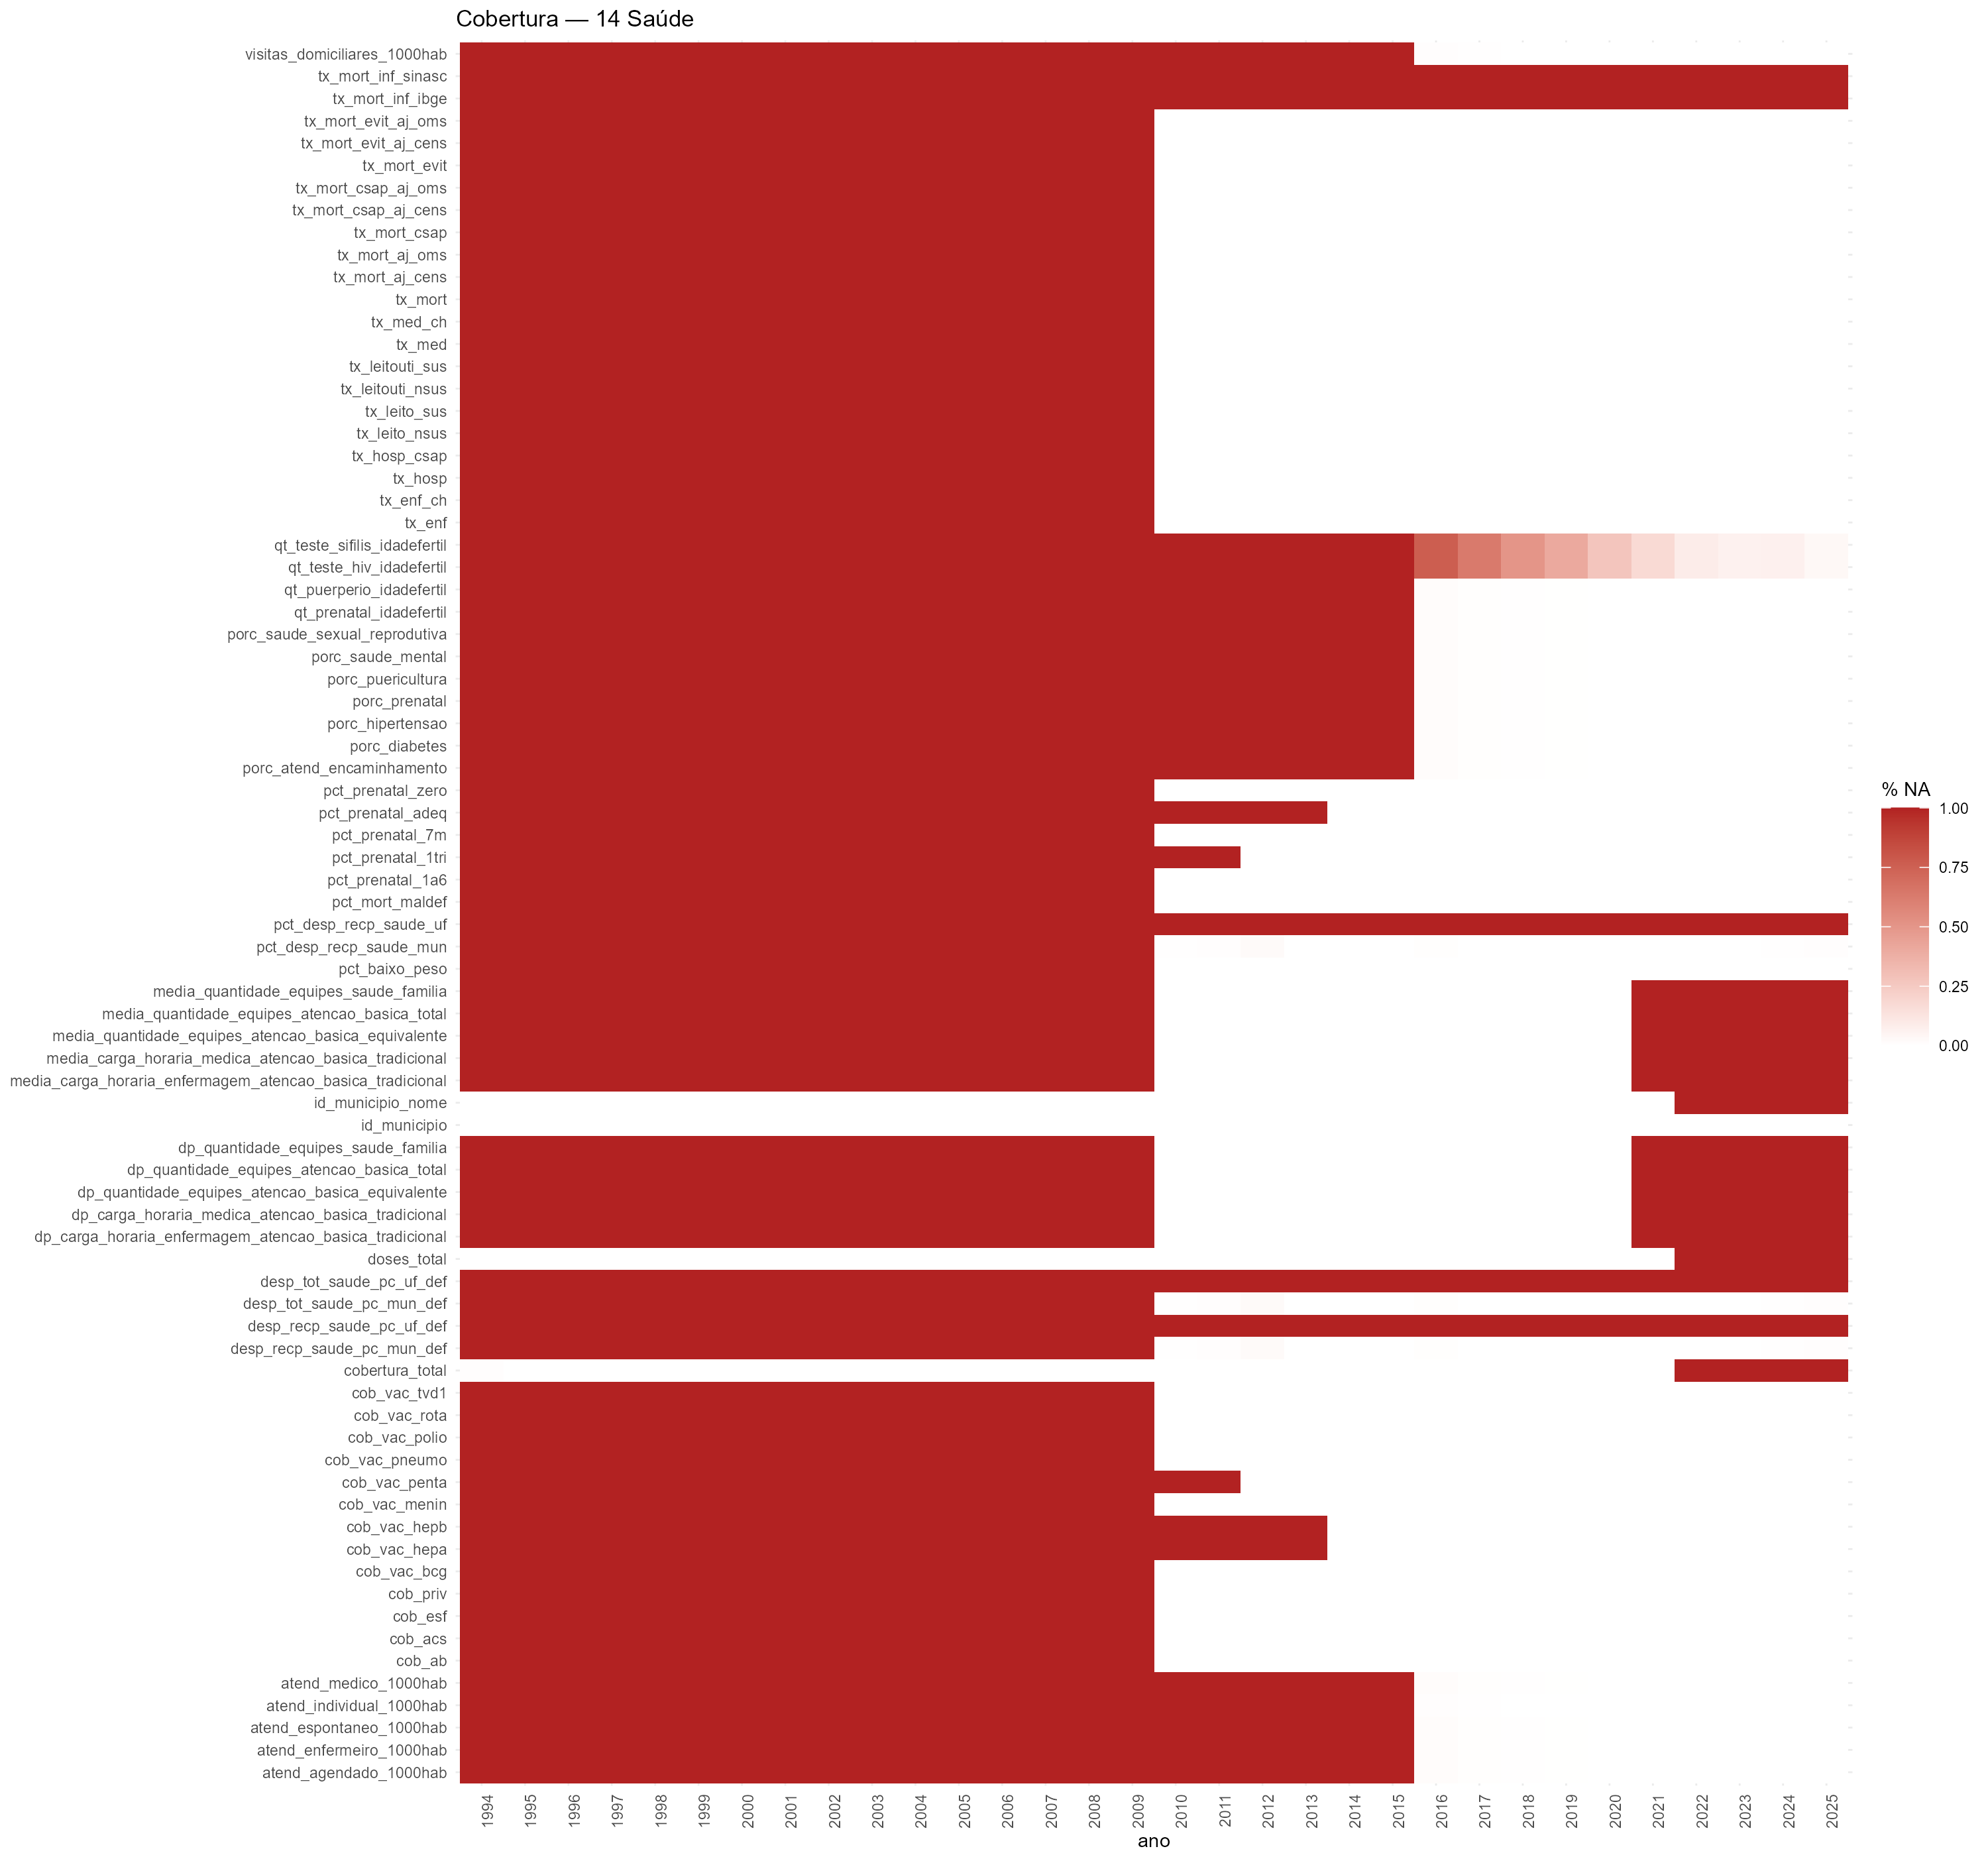 Cobertura — 14 Saúde
visitas_domiciliares_1000hab
tx_mort_inf_sinasc
tx_mort_inf_ibge
tx_mort_evit_aj_oms
tx_mort_evit_aj_cens
tx_mort_evit
tx_mort_csap_aj_oms
tx_mort_csap_aj_cens
tx_mort_csap
tx_mort_aj_oms
tx_mort_aj_cens
tx_mort
tx_med_ch
tx_med
tx_leitouti_sus
tx_leitouti_nsus
tx_leito_sus
tx_leito_nsus
tx_hosp_csap
tx_hosp
tx_enf_ch
tx_enf
qt_teste_sifilis_idadefertil
qt_teste_hiv_idadefertil
qt_puerperio_idadefertil
qt_prenatal_idadefertil
porc_saude_sexual_reprodutiva
porc_saude_mental
porc_puericultura
porc_prenatal
porc_hipertensao
porc_diabetes
porc_atend_encaminhamento
pct_prenatal_zero
pct_prenatal_adeq
pct_prenatal_7m
pct_prenatal_1tri
pct_prenatal_1a6
pct_mort_maldef
pct_desp_recp_saude_uf
pct_desp_recp_saude_mun
pct_baixo_peso
media_quantidade_equipes_saude_familia
media_quantidade_equipes_atencao_basica_total
media_quantidade_equipes_atencao_basica_equivalente
media_carga_horaria_medica_atencao_basica_tradicional
media_carga_horaria_enfermagem_atencao_basica_tradicional
id_municipio_nome
id_municipio
dp_quantidade_equipes_saude_familia
dp_quantidade_equipes_atencao_basica_total
dp_quantidade_equipes_atencao_basica_equivalente
dp_carga_horaria_medica_atencao_basica_tradicional
dp_carga_horaria_enfermagem_atencao_basica_tradicional
doses_total
desp_tot_saude_pc_uf_def
desp_tot_saude_pc_mun_def
desp_recp_saude_pc_uf_def
desp_recp_saude_pc_mun_def
cobertura_total
cob_vac_tvd1
cob_vac_rota
cob_vac_polio
cob_vac_pneumo
cob_vac_penta
cob_vac_menin
cob_vac_hepb
cob_vac_hepa
cob_vac_bcg
cob_priv
cob_esf
cob_acs
cob_ab
atend_medico_1000hab
atend_individual_1000hab
atend_espontaneo_1000hab
atend_enfermeiro_1000hab
atend_agendado_1000hab
1994 1995 1996 1997 1998 1999 2000 2001 2002 2003 2004 2005 2006 2007 2008 2009 2010 2011 2012 2013 2014 2015 2016 2017 2018 2019 2020 2021 2022 2023 2024 2025
ano
% NA
1.00
0.75
0.50
0.25
0.00